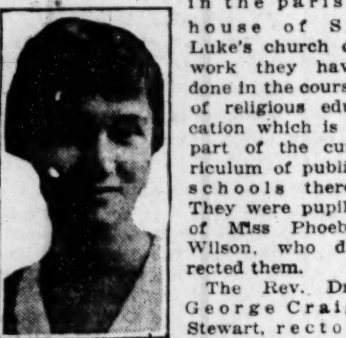 in the paris
house of S
Luke's church o
work they hav
done in the cours
of religious edu
cation which is
part of the cur
riculum of publi
schools there
They were pupil
of Miss Phoeb
Wilson, who d
rected them.
The Rev. Dr
George Crai
Stewart, recto